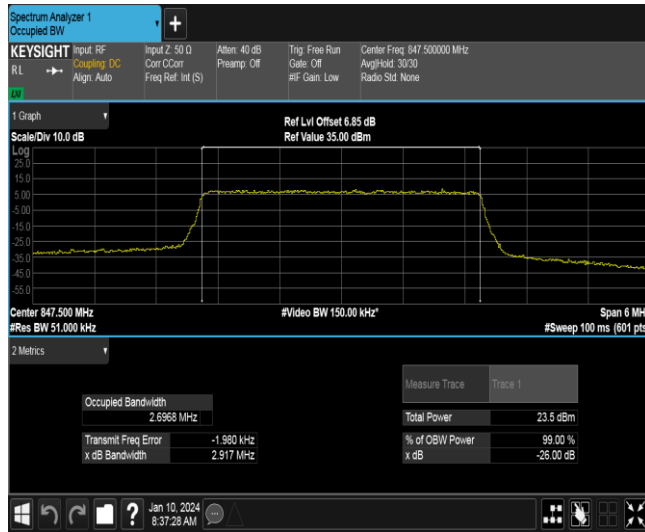 Spectrum Analyzer 1
Occupied BW
+
KEYSIGHT Input: RF Input Z: 50 Ω Atten: 40 dB Trig: Free Run Center Freq: 847.500000 MHz
RL Coupling: DC Corr CCorr Preamp: Off Gate: Off Avg|Hold: 30/30
Align: Auto Freq Ref: Int (S) #IF Gain: Low Radio Std: None
1 Graph
Ref Lvl Offset 6.85 dB
Scale/Div 10.0 dB Ref Value 35.00 dBm
Log
25.0
15.0
5.00
-5.00
-15.0
-25.0
-35.0
-45.0
-55.0
Center 847.500 MHz #Video BW 150.00 kHz* Span 6 MH
#Res BW 51.000 kHz #Sweep 100 ms (601 pts
2 Metrics
Measure Trace Trace 1
Occupied Bandwidth
2.6968 MHz
Total Power 23.5 dBm
Transmit Freq Error -1.980 kHz % of OBW Power 99.00 %
x dB Bandwidth 2.917 MHz x dB -26.00 dB
? Jan 10, 2024
8:37:28 AM